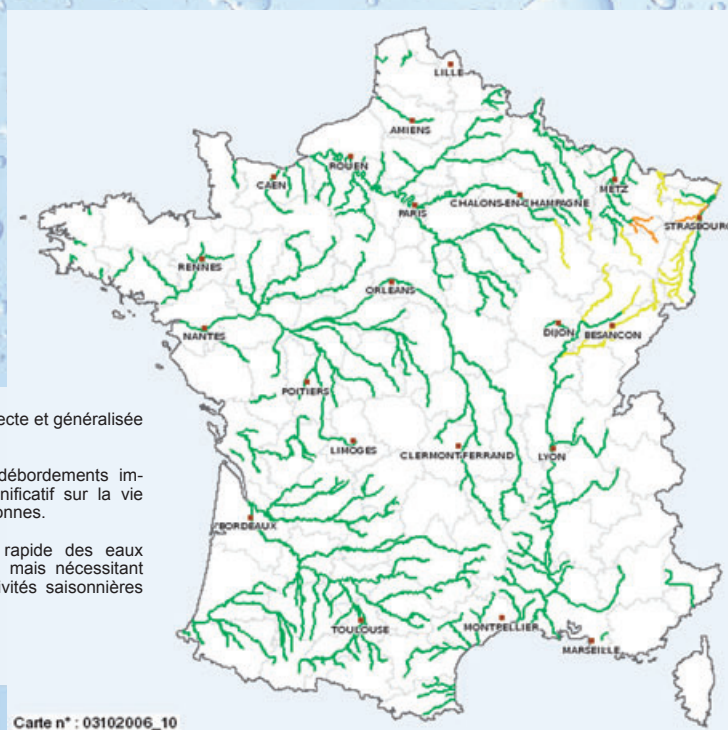 LILLE
AMIENS
ROUEN
CAEN
METZ
CHALONS-EN-CHAMPAGNE
PARIS
STRASBOURG
RENNES
ORLEANS
DIJON
BESANCON
NANTES
POITIERS
LIMOGES
CLERMONT-FERRAND
LYON
BORDEAUX
TOULOUSE
MONTPELLIER
MARSEILLE
ecte et généralisée
débordements im-
nificatif sur la vie
onnes.
rapide des eaux
mais nécessitant
ivités saisonnières
Carte n° : 03102006_10